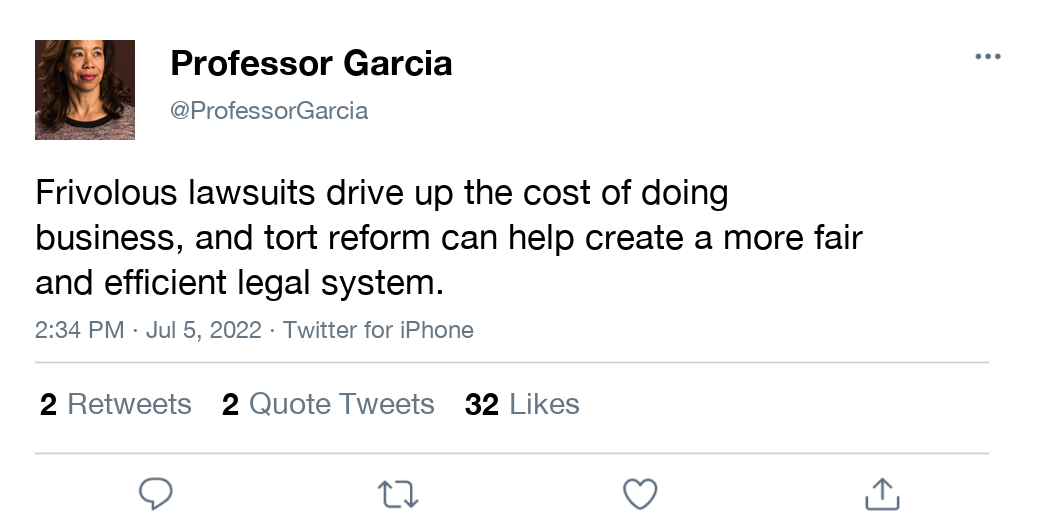 Professor Garcia
@ProfessorGarcia
Frivolous lawsuits drive up the cost of doing
business, and tort reform can help create a more fair
and efficient legal system.
2:34 PM · Jul 5, 2022 · Twitter for iPhone
2 Retweets 2 Quote Tweets 32 Likes